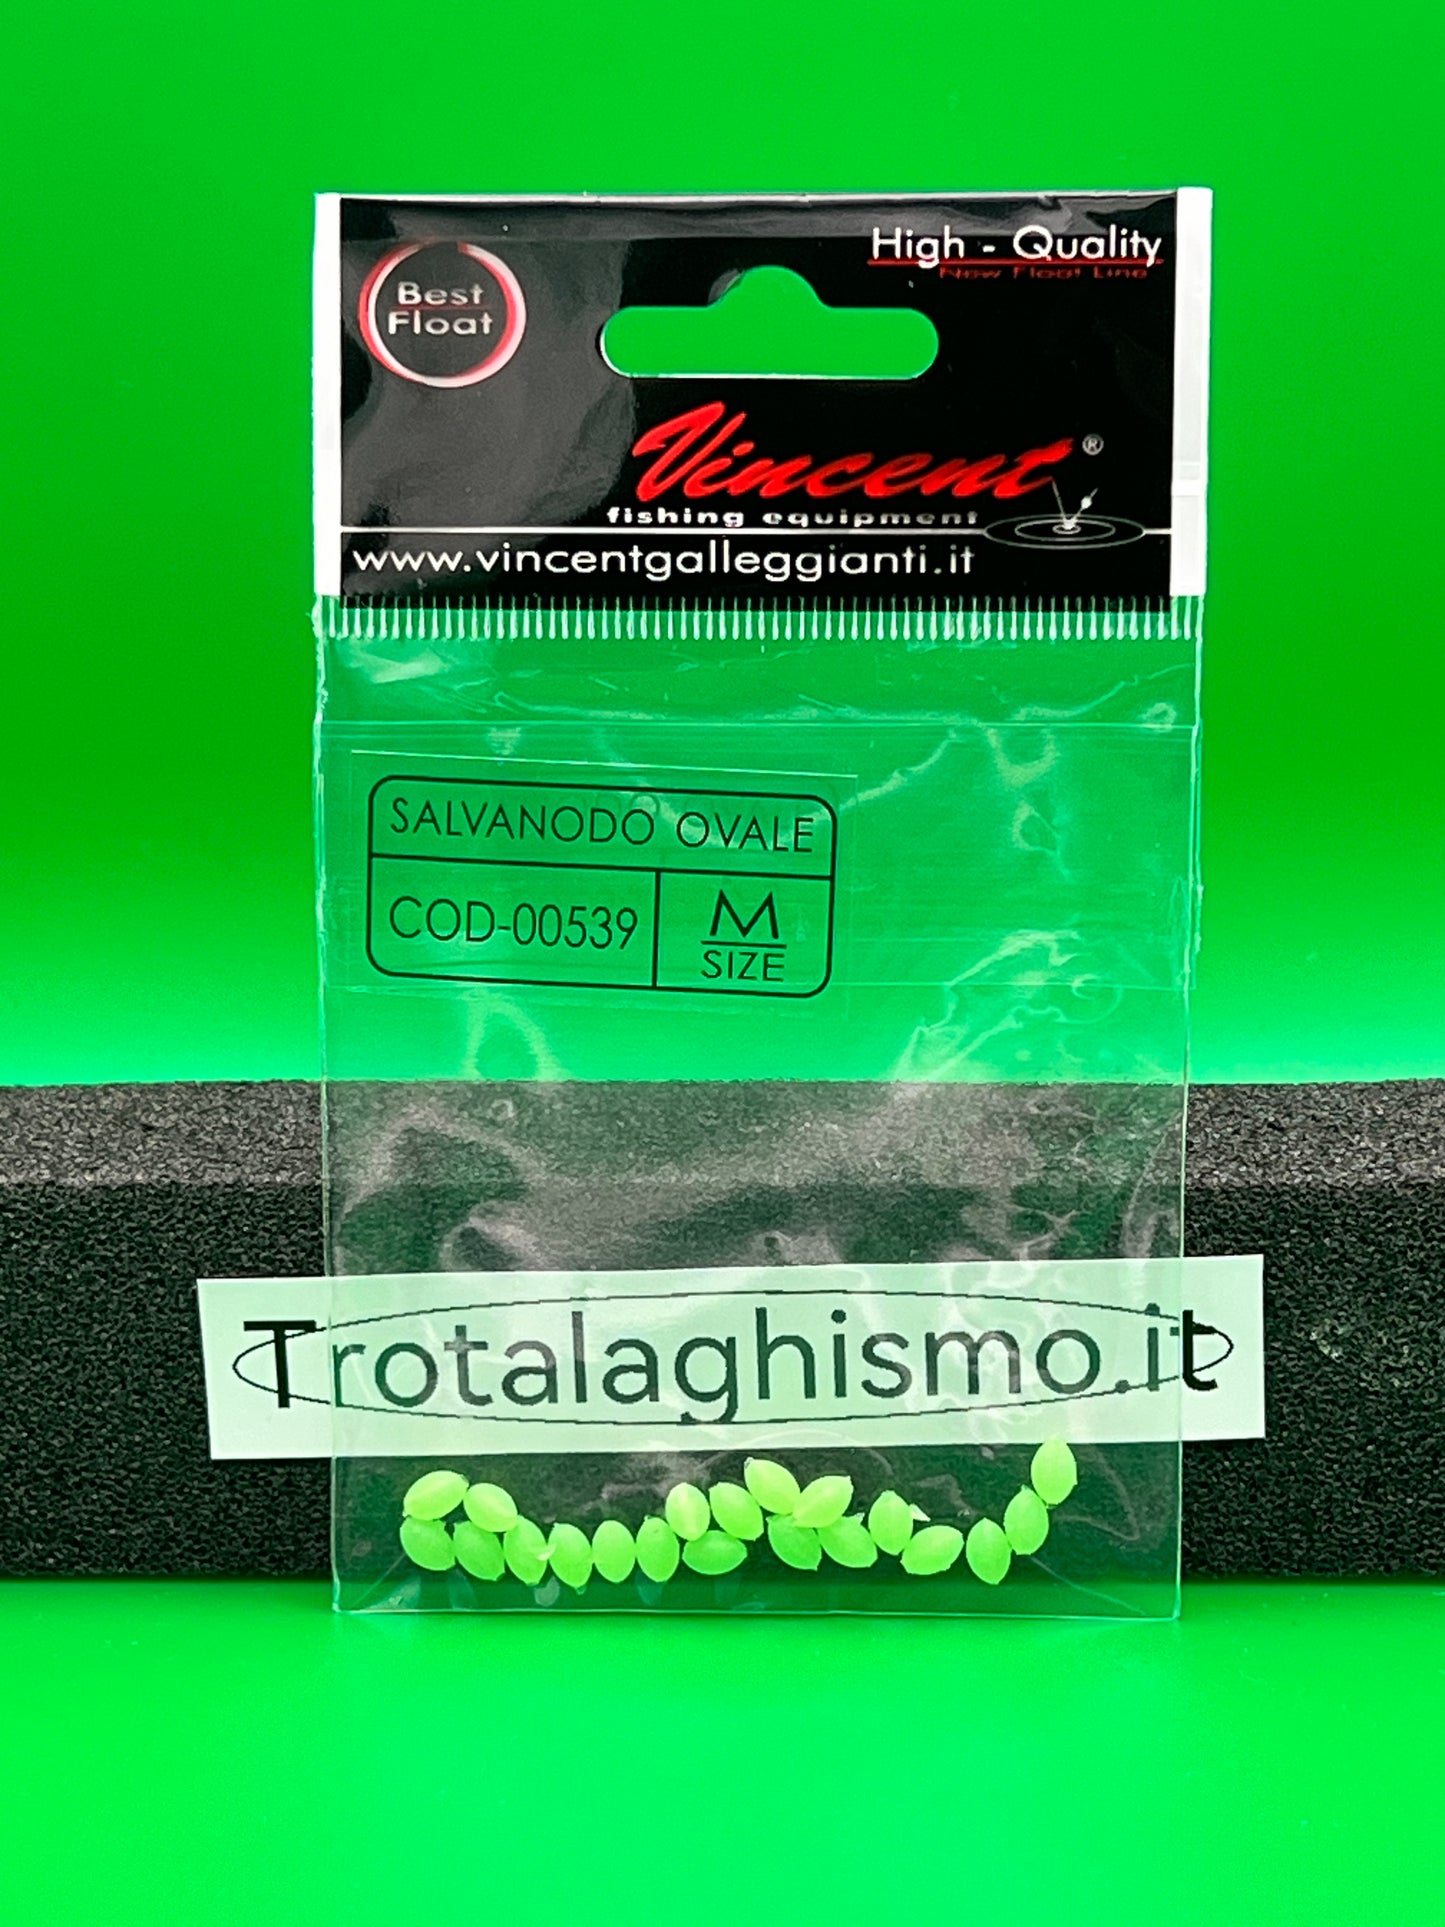 High - Quality
New Float Line
Best
Float
Vincent ®
fishing equipment
www.vincentgalleggianti.it
SALVANODO OVALE
COD-00539
M
SIZE
Trotalaghismo.it